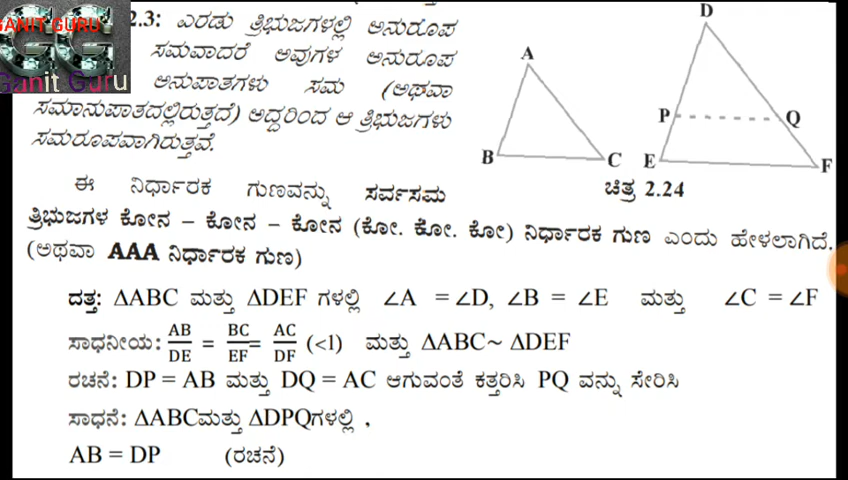 GANIT GURU
Ganit Guru
2.3: ಎರಡು ತ್ರಿಭುಜಗಳಲ್ಲಿ ಅನುರೂಪ
ಸಮವಾದರೆ ಅವುಗಳ ಅನುರೂಪ
ಅನುಪಾತಗಳು ಸಮ (ಅಥವಾ
ಸಮಾನುಪಾತದಲ್ಲಿರುತ್ತದೆ) ಅದ್ದರಿಂದ ಆ ತ್ರಿಭುಜಗಳು
ಸಮರೂಪವಾಗಿರುತ್ತವೆ.
A
B
C
D
P
Q
E
F
ಚಿತ್ರ 2.24
ಈ ನಿರ್ಧಾರಕ ಗುಣವನ್ನು ಸರ್ವಸಮ
ತ್ರಿಭುಜಗಳ ಕೋನ – ಕೋನ – ಕೋನ (ಕೋ. ಕೋ. ಕೋ) ನಿರ್ಧಾರಕ ಗುಣ ಎಂದು ಹೇಳಲಾಗಿದೆ.
(ಅಥವಾ AAA ನಿರ್ಧಾರಕ ಗುಣ)
ದತ್ತ: ΔABC ಮತ್ತು ΔDEF ಗಳಲ್ಲಿ ∠A = ∠D, ∠B = ∠E ಮತ್ತು ∠C = ∠F
ಸಾಧನೀಯ: AB/DE = BC/EF = AC/DF (<1) ಮತ್ತು ΔABC~ ΔDEF
ರಚನೆ: DP = AB ಮತ್ತು DQ = AC ಆಗುವಂತೆ ಕತ್ತರಿಸಿ PQ ವನ್ನು ಸೇರಿಸಿ
ಸಾಧನೆ: ΔABCಮತ್ತು ΔDPQಗಳಲ್ಲಿ ,
AB = DP (ರಚನೆ)